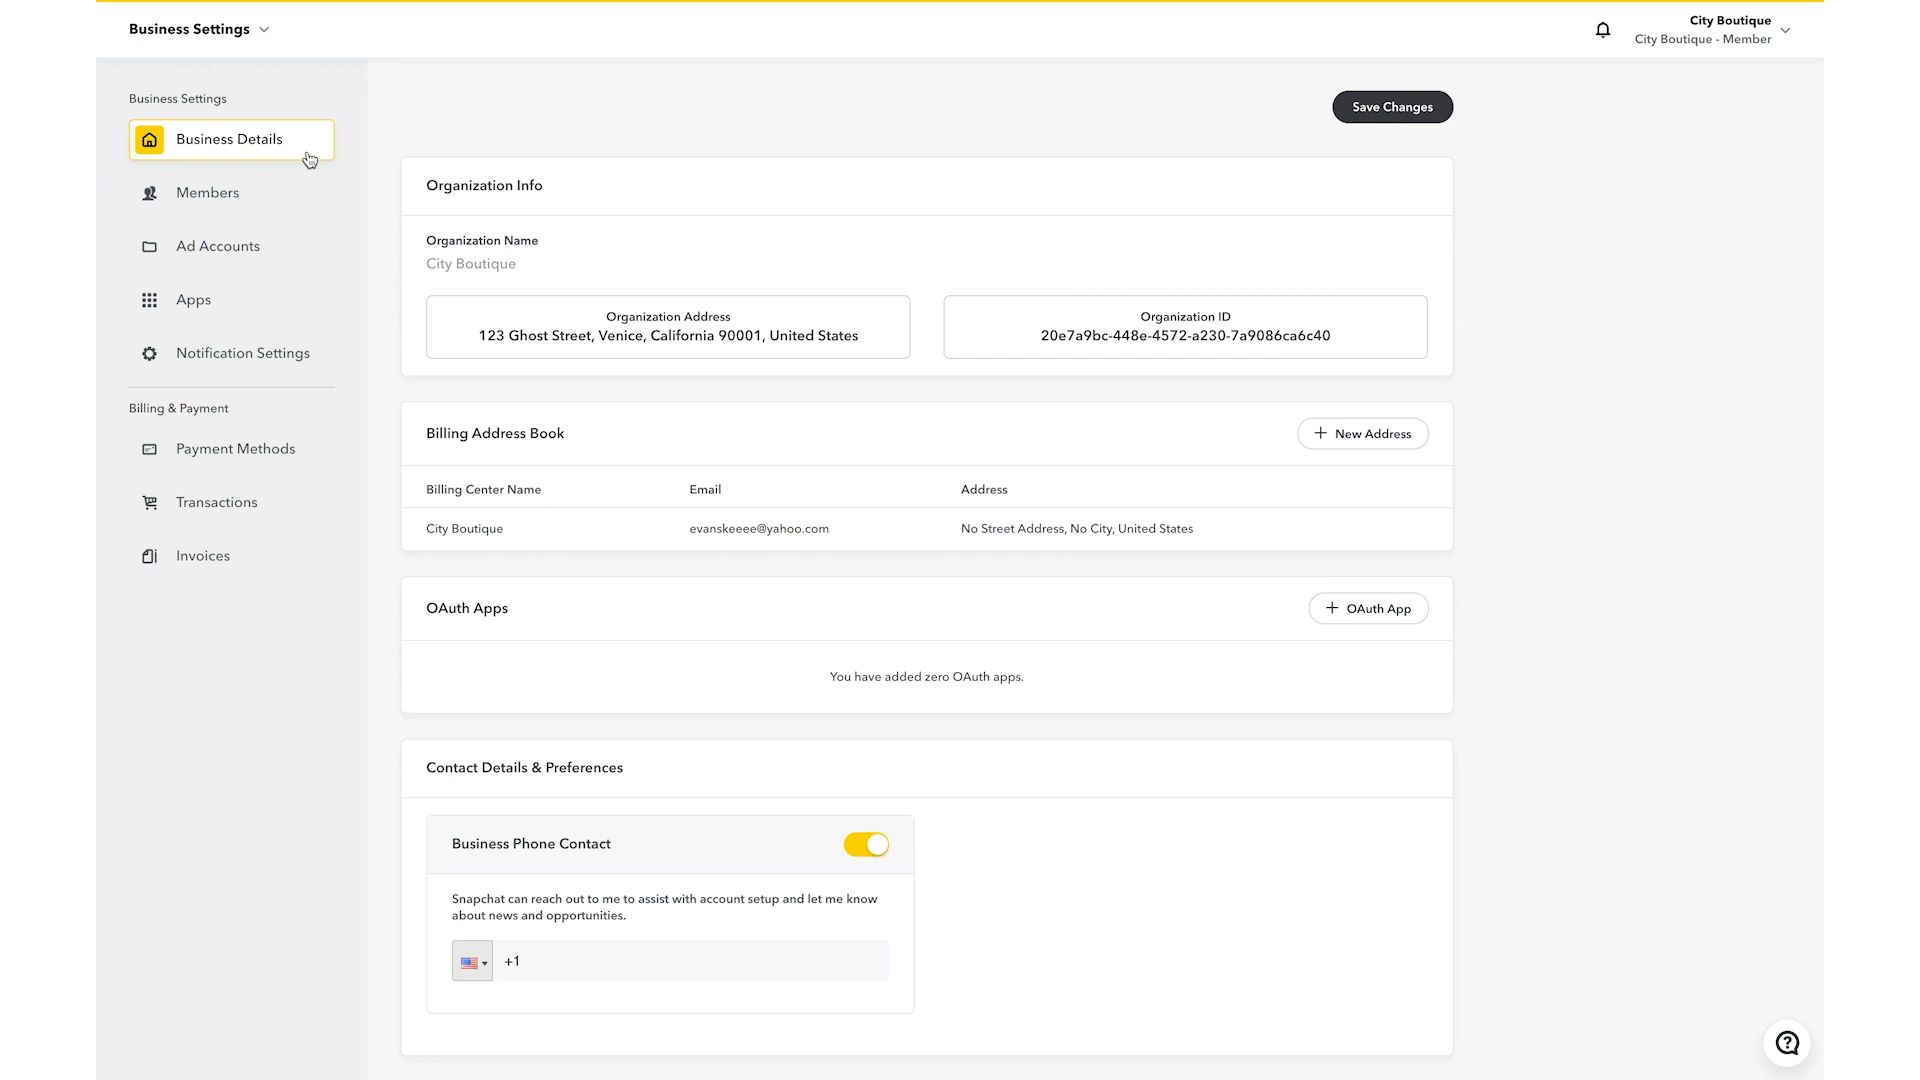 Business Settings
City Boutique
City Boutique - Member
Business Settings
Business Details
Members
Ad Accounts
Apps
Notification Settings
Billing & Payment
Payment Methods
Transactions
Invoices
Save Changes
Organization Info
Organization Name
City Boutique
Organization Address
123 Ghost Street, Venice, California 90001, United States
Organization ID
20e7a9bc-448e-4572-a230-7a9086ca6c40
Billing Address Book
New Address
Billing Center Name Email Address
City Boutique evanskeeee@yahoo.com No Street Address, No City, United States
OAuth Apps
OAuth App
You have added zero OAuth apps.
Contact Details & Preferences
Business Phone Contact
Snapchat can reach out to me to assist with account setup and let me know
about news and opportunities.
+1